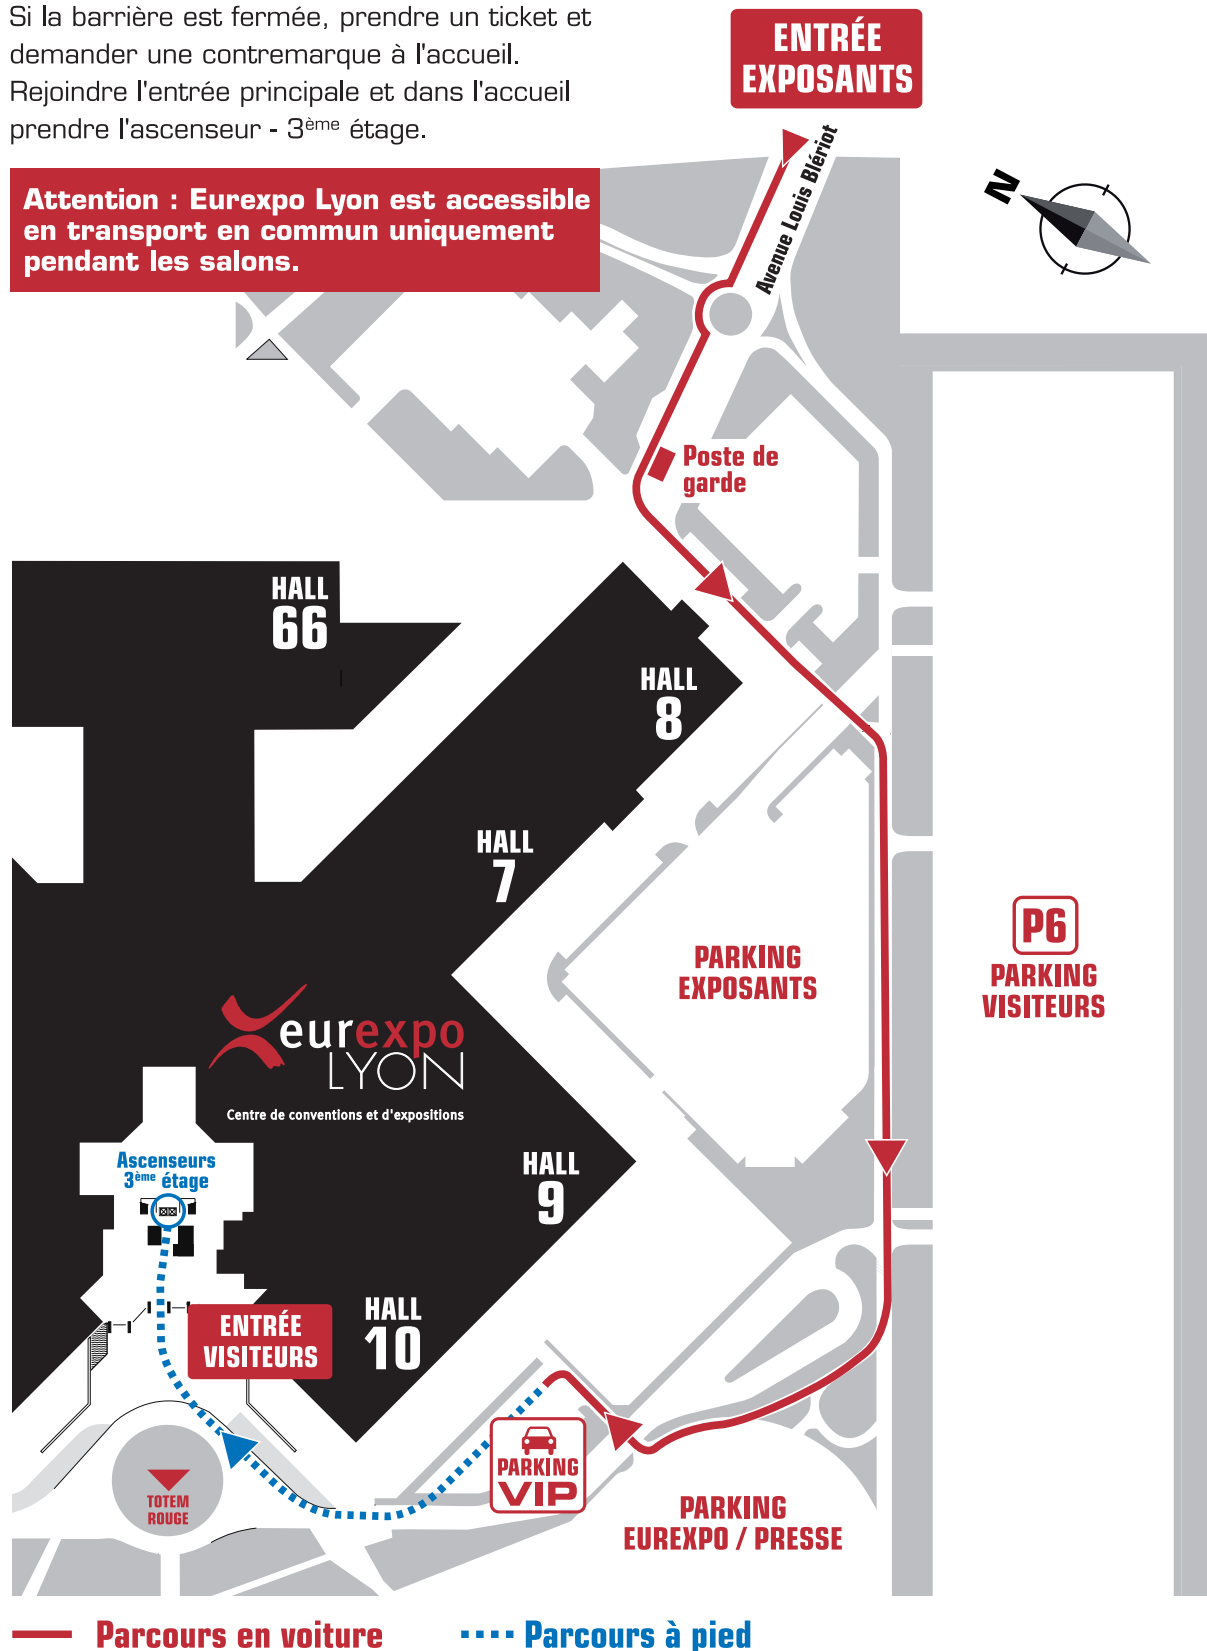 Si la barrière est fermée, prendre un ticket et
demander une contremarque à l'accueil.
Rejoindre l'entrée principale et dans l'accueil
prendre l'ascenseur - 3ème étage.
Attention : Eurexpo Lyon est accessible
en transport en commun uniquement
pendant les salons.
ENTRÉE
EXPOSANTS
Avenue Louis Blériot
N
Poste de
garde
HALL
66
HALL
8
HALL
7
P6
PARKING
VISITEURS
PARKING
EXPOSANTS
eurexpo
LYON
Centre de conventions et d'expositions
Ascenseurs
3ème étage
HALL
9
HALL
10
ENTRÉE
VISITEURS
TOTEM
ROUGE
PARKING
VIP
PARKING
EUREXPO / PRESSE
Parcours en voiture
Parcours à pied